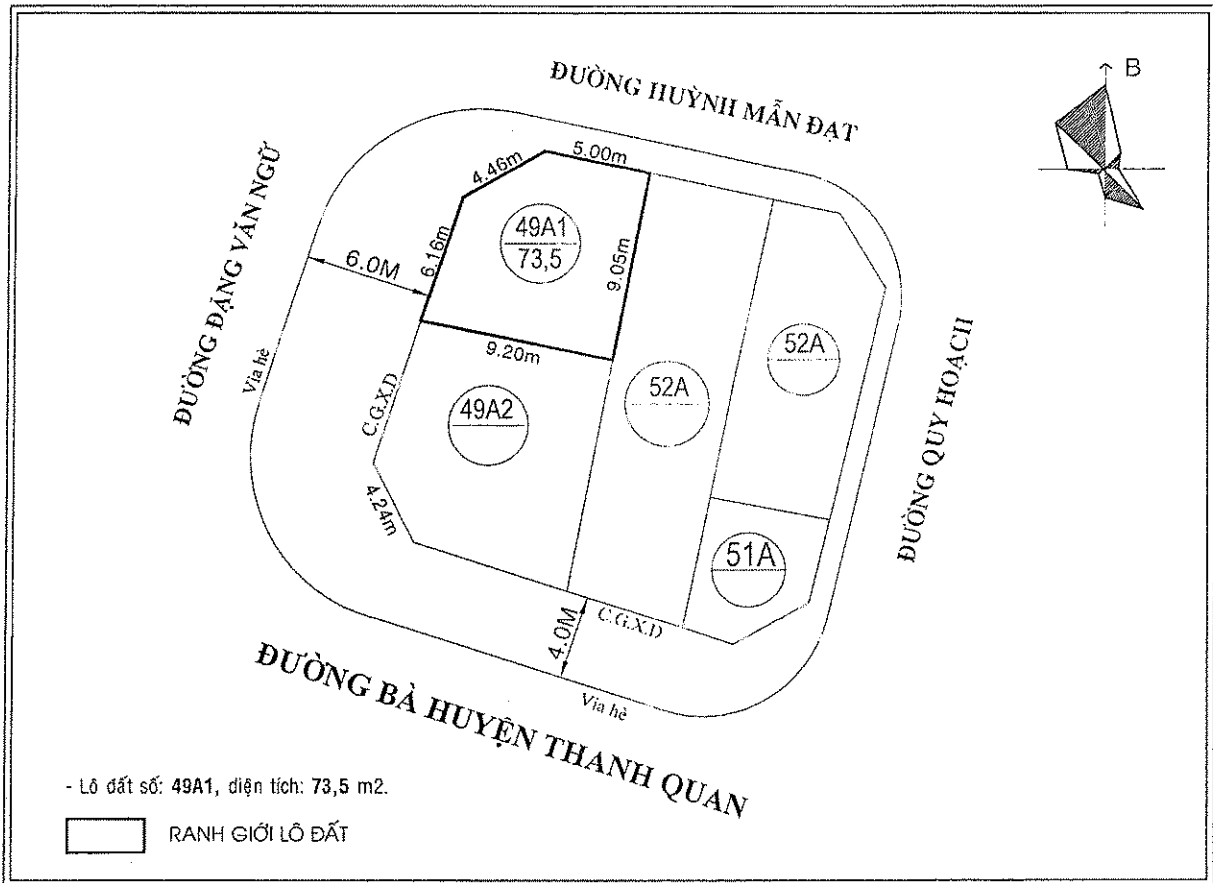 ĐƯỜNG HUỲNH MẪN ĐẠT
B
ĐƯỜNG ĐẶNG VĂN NGỮ
4.46m
5.00m
49A1
73,5
6.16m
9.05m
6.0M
9.20m
52A
52A
49A2
Vỉa hè
C.G.X.D
4.24m
ĐƯỜNG QUY HOẠCH
51A
4.0M
C.G.X.D
Vỉa hè
ĐƯỜNG BÀ HUYỆN THANH QUAN
- Lô đất số: 49A1, diện tích: 73,5 m2.
RANH GIỚI LÔ ĐẤT